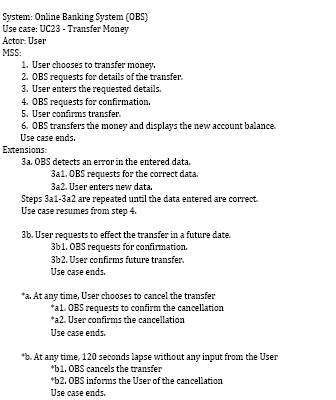 System: Online Banking System (OBS)
Use case: UC23 - Transfer Money
Actor: User
MSS:
1. User chooses to transfer money.
2. OBS requests for details of the transfer.
3. User enters the requested details.
4. OBS requests for confirmation.
5. User confirms transfer.
6. OBS transfers the money and displays the new account balance.
Use case ends.
Extensions:
3a. OBS detects an error in the entered data.
3a1. OBS requests for the correct data.
3a2. User enters new data.
Steps 3a1-3a2 are repeated until the data entered are correct.
Use case resumes from step 4.
3b. User requests to effect the transfer in a future date.
3b1. OBS requests for confirmation.
3b2. User confirms future transfer.
Use case ends.
*a. At any time, User chooses to cancel the transfer
*a1. OBS requests to confirm the cancellation
*a2. User confirms the cancellation
Use case ends.
*b. At any time, 120 seconds lapse without any input from the User
*b1. OBS cancels the transfer
*b2. OBS informs the User of the cancellation
Use case ends.